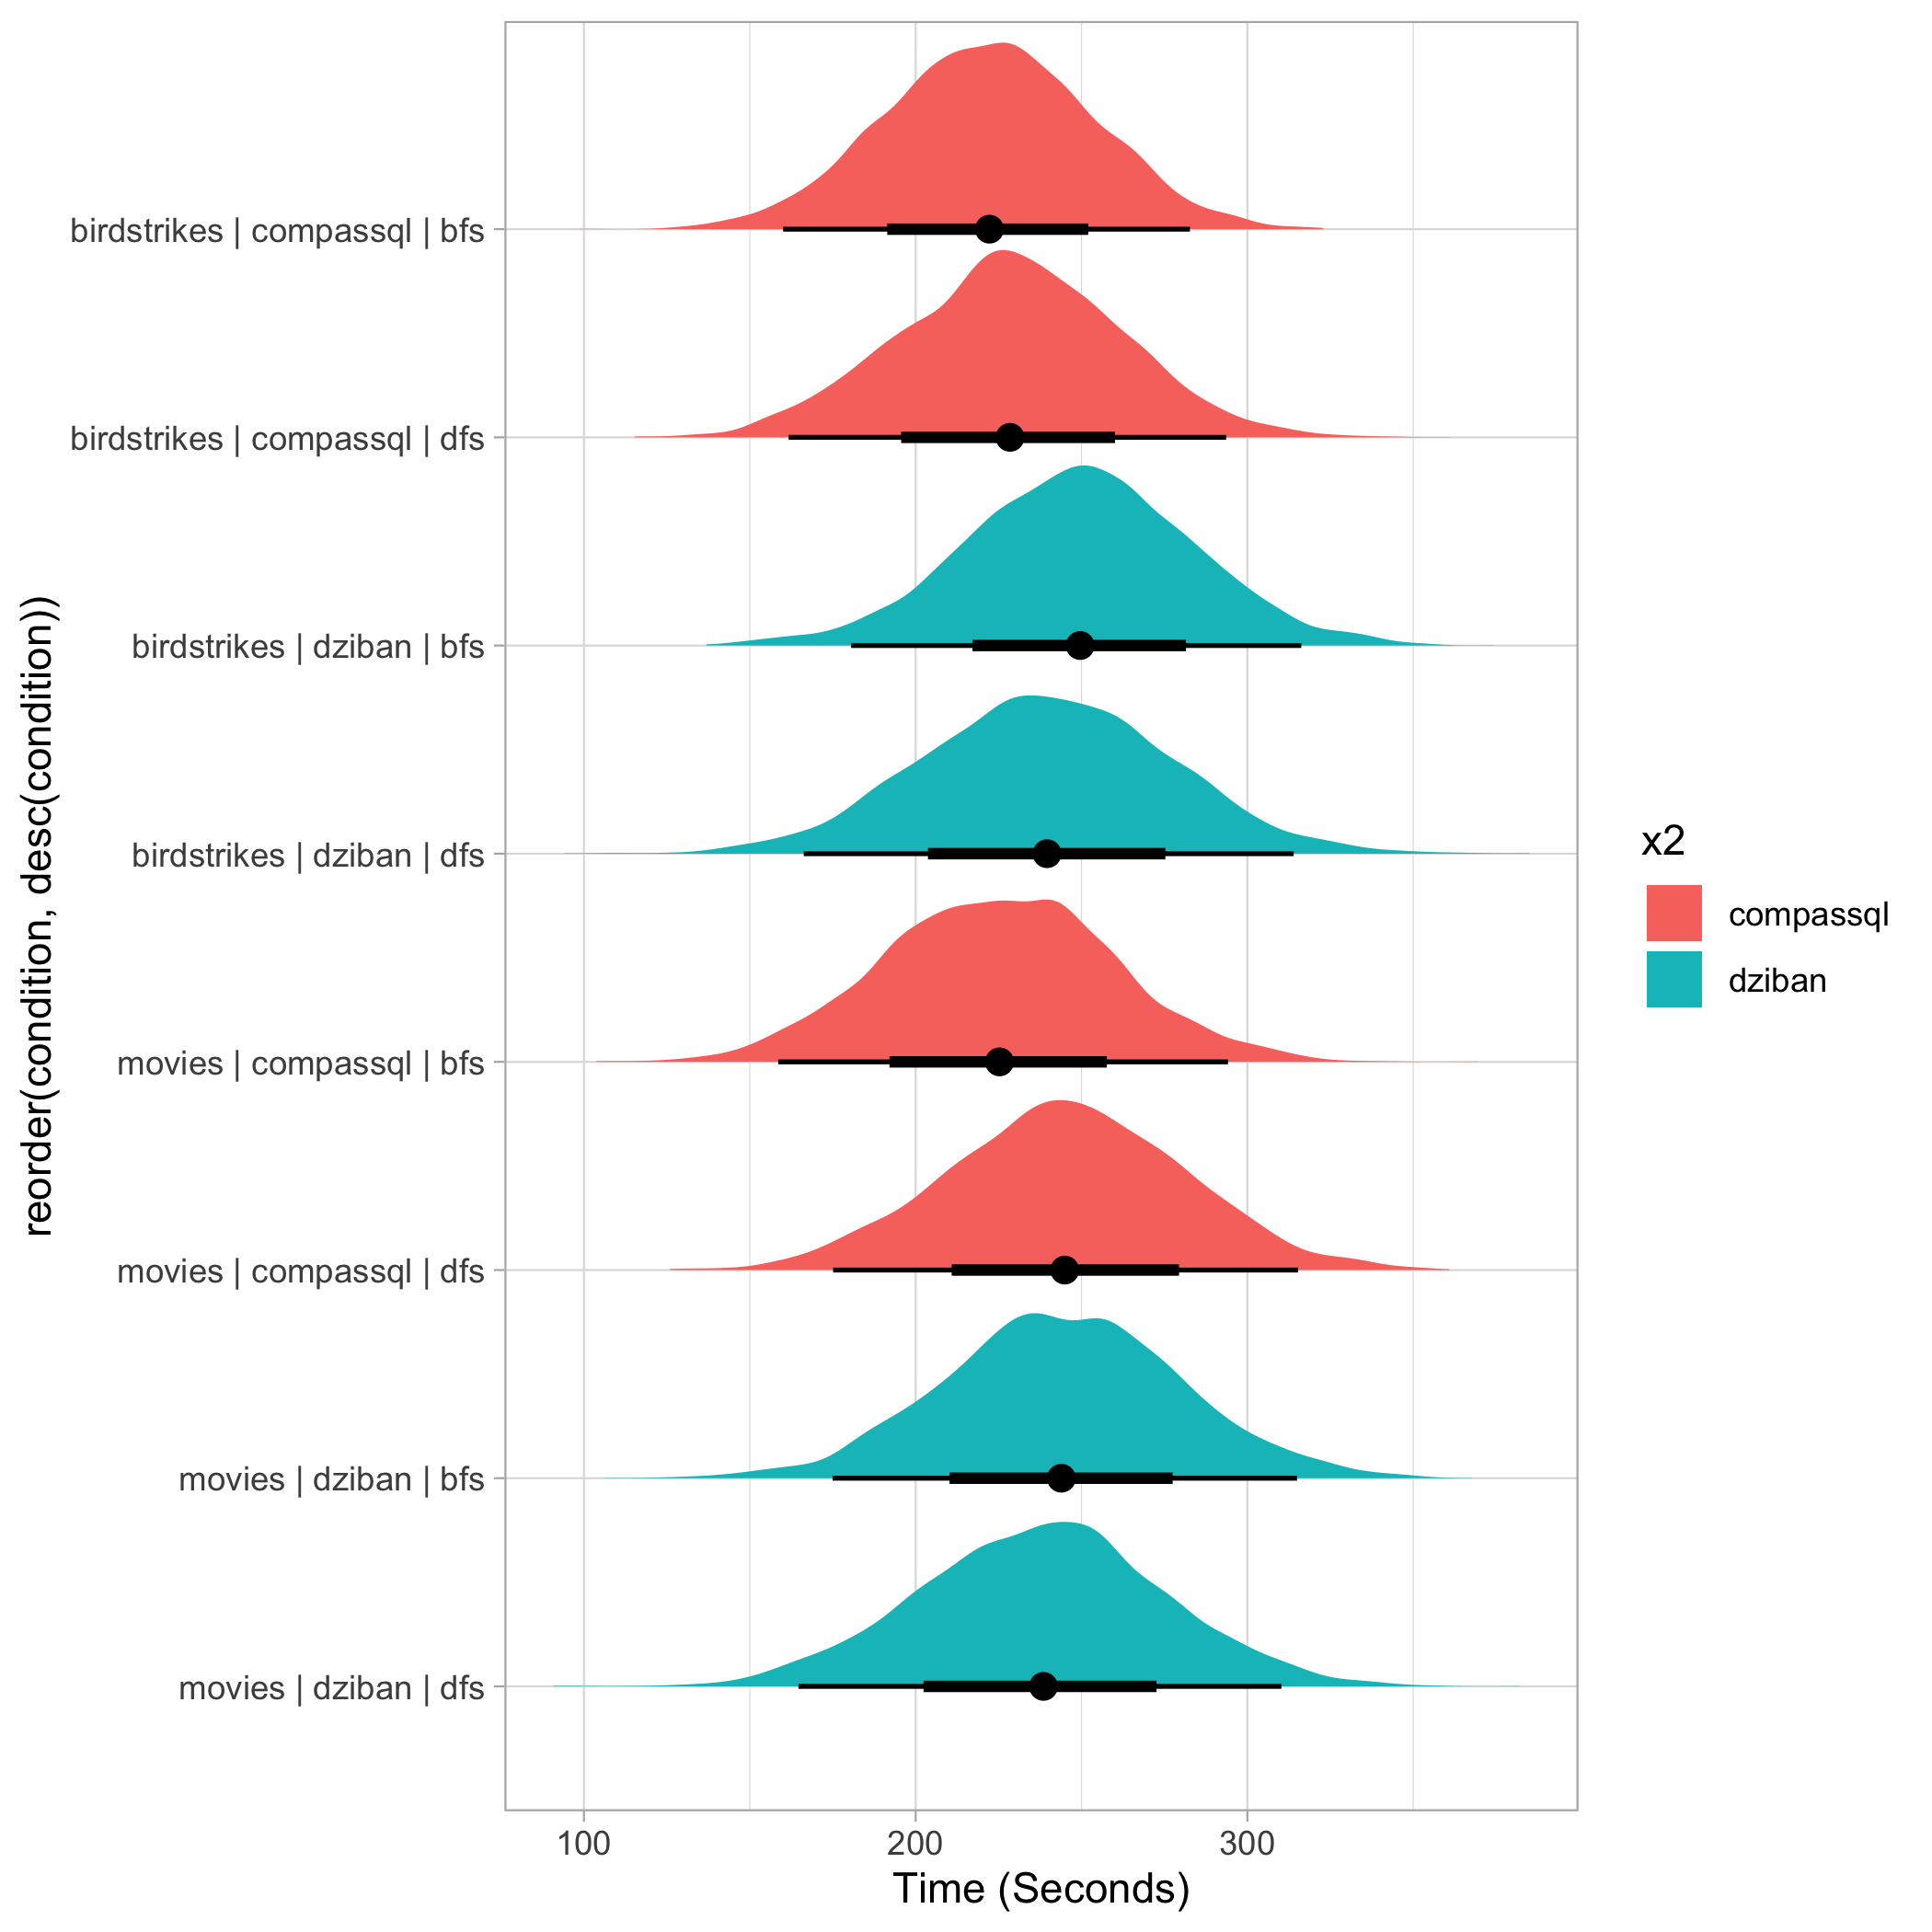 birdstrikes | compassql | bfs
birdstrikes | compassql | dfs
birdstrikes | dziban | bfs
birdstrikes | dziban | dfs
movies | compassql | bfs
movies | compassql | dfs
movies | dziban | bfs
movies | dziban | dfs
reorder(condition, desc(condition))
100 200 300
Time (Seconds)
x2
compassql
dziban